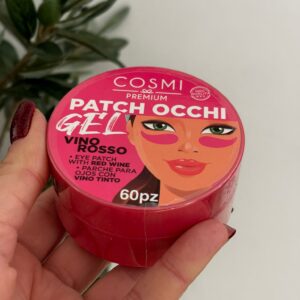 COSMI
PREMIUM
PATCH OCCHI
GEL
VINO
ROSSO
• EYE PATCH
WITH RED WINE
• PARCHE PARA
OJOS CON
VINO TINTO
60pz